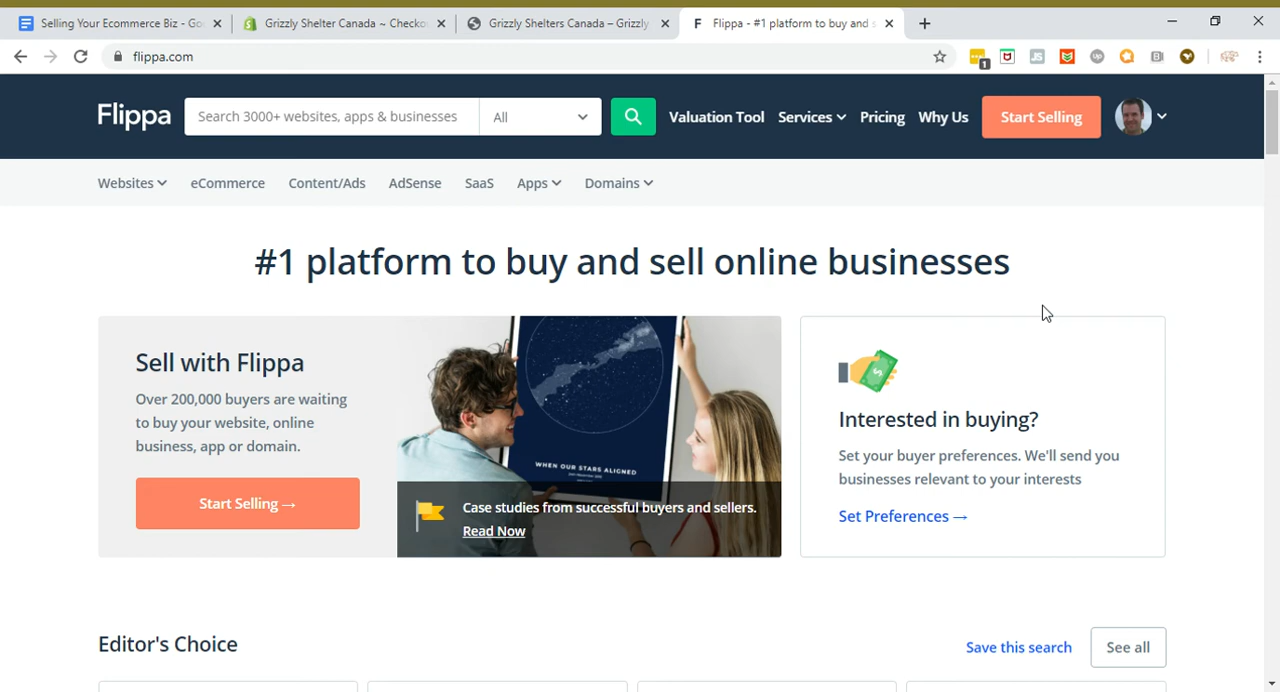 Selling Your Ecommerce Biz - Go
Grizzly Shelter Canada ~ Checko
Grizzly Shelters Canada – Grizzly
F Flippa - #1 platform to buy and s
flippa.com
1
JS
Up
B
Flippa
Search 3000+ websites, apps & businesses
All
Valuation Tool
Services
Pricing
Why Us
Start Selling
Websites
eCommerce
Content/Ads
AdSense
SaaS
Apps
Domains
#1 platform to buy and sell online businesses
Sell with Flippa
Over 200,000 buyers are waiting
to buy your website, online
business, app or domain.
Start Selling →
WHEN OUR STARS ALIGNED
Case studies from successful buyers and sellers.
Read Now
Interested in buying?
Set your buyer preferences. We'll send you
businesses relevant to your interests
Set Preferences →
Editor's Choice
Save this search
See all